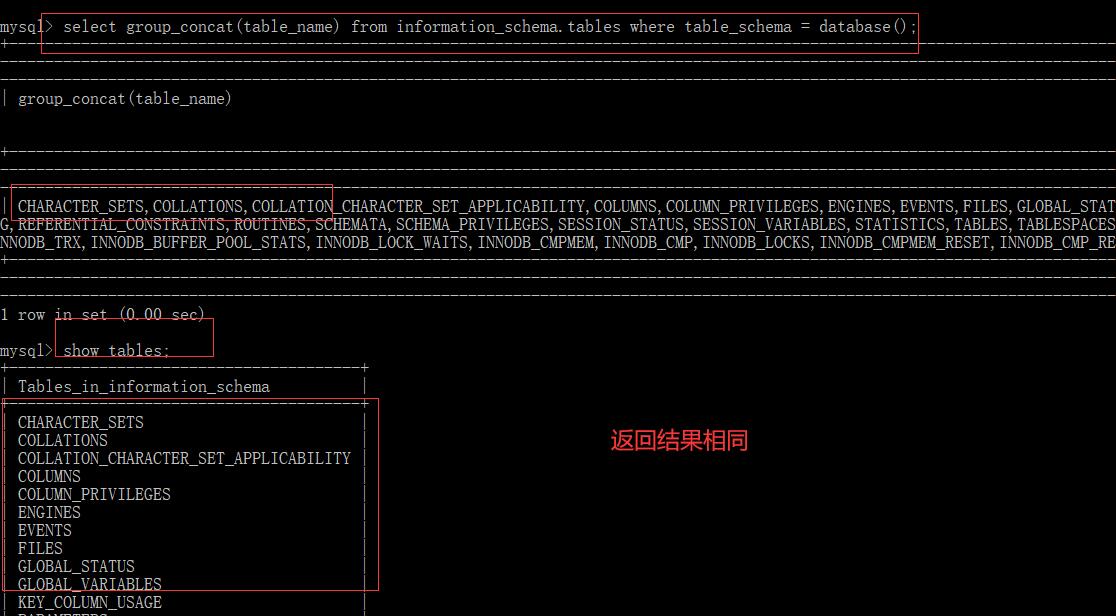 mysql> select group_concat(table_name) from information_schema.tables where table_schema = database();
| group_concat(table_name)
| CHARACTER_SETS,COLLATIONS,COLLATION_CHARACTER_SET_APPLICABILITY,COLUMNS,COLUMN_PRIVILEGES,ENGINES,EVENTS,FILES,GLOBAL_STAT
G,REFERENTIAL_CONSTRAINTS,ROUTINES,SCHEMATA,SCHEMA_PRIVILEGES,SESSION_STATUS,SESSION_VARIABLES,STATISTICS,TABLES,TABLESPACES
NNODB_TRX,INNODB_BUFFER_POOL_STATS,INNODB_LOCK_WAITS,INNODB_CMPMEM,INNODB_CMP,INNODB_LOCKS,INNODB_CMPMEM_RESET,INNODB_CMP_RE
1 row in set (0.00 sec)
mysql> show tables;
| Tables_in_information_schema |
| CHARACTER_SETS |
| COLLATIONS |
返回结果相同
| COLLATION_CHARACTER_SET_APPLICABILITY |
| COLUMNS |
| COLUMN_PRIVILEGES |
| ENGINES |
| EVENTS |
| FILES |
| GLOBAL_STATUS |
| GLOBAL_VARIABLES |
| KEY_COLUMN_USAGE |